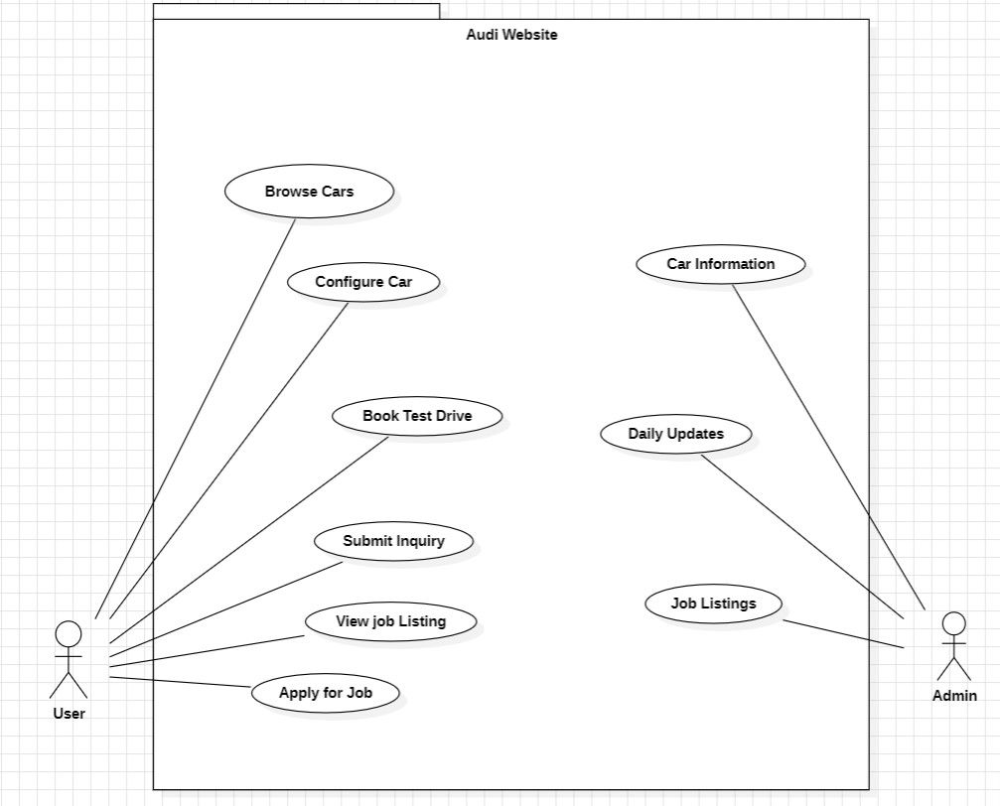 Audi Website
Browse Cars
Configure Car
Car Information
Book Test Drive
Daily Updates
Submit Inquiry
Job Listings
View job Listing
Apply for Job
User
Admin